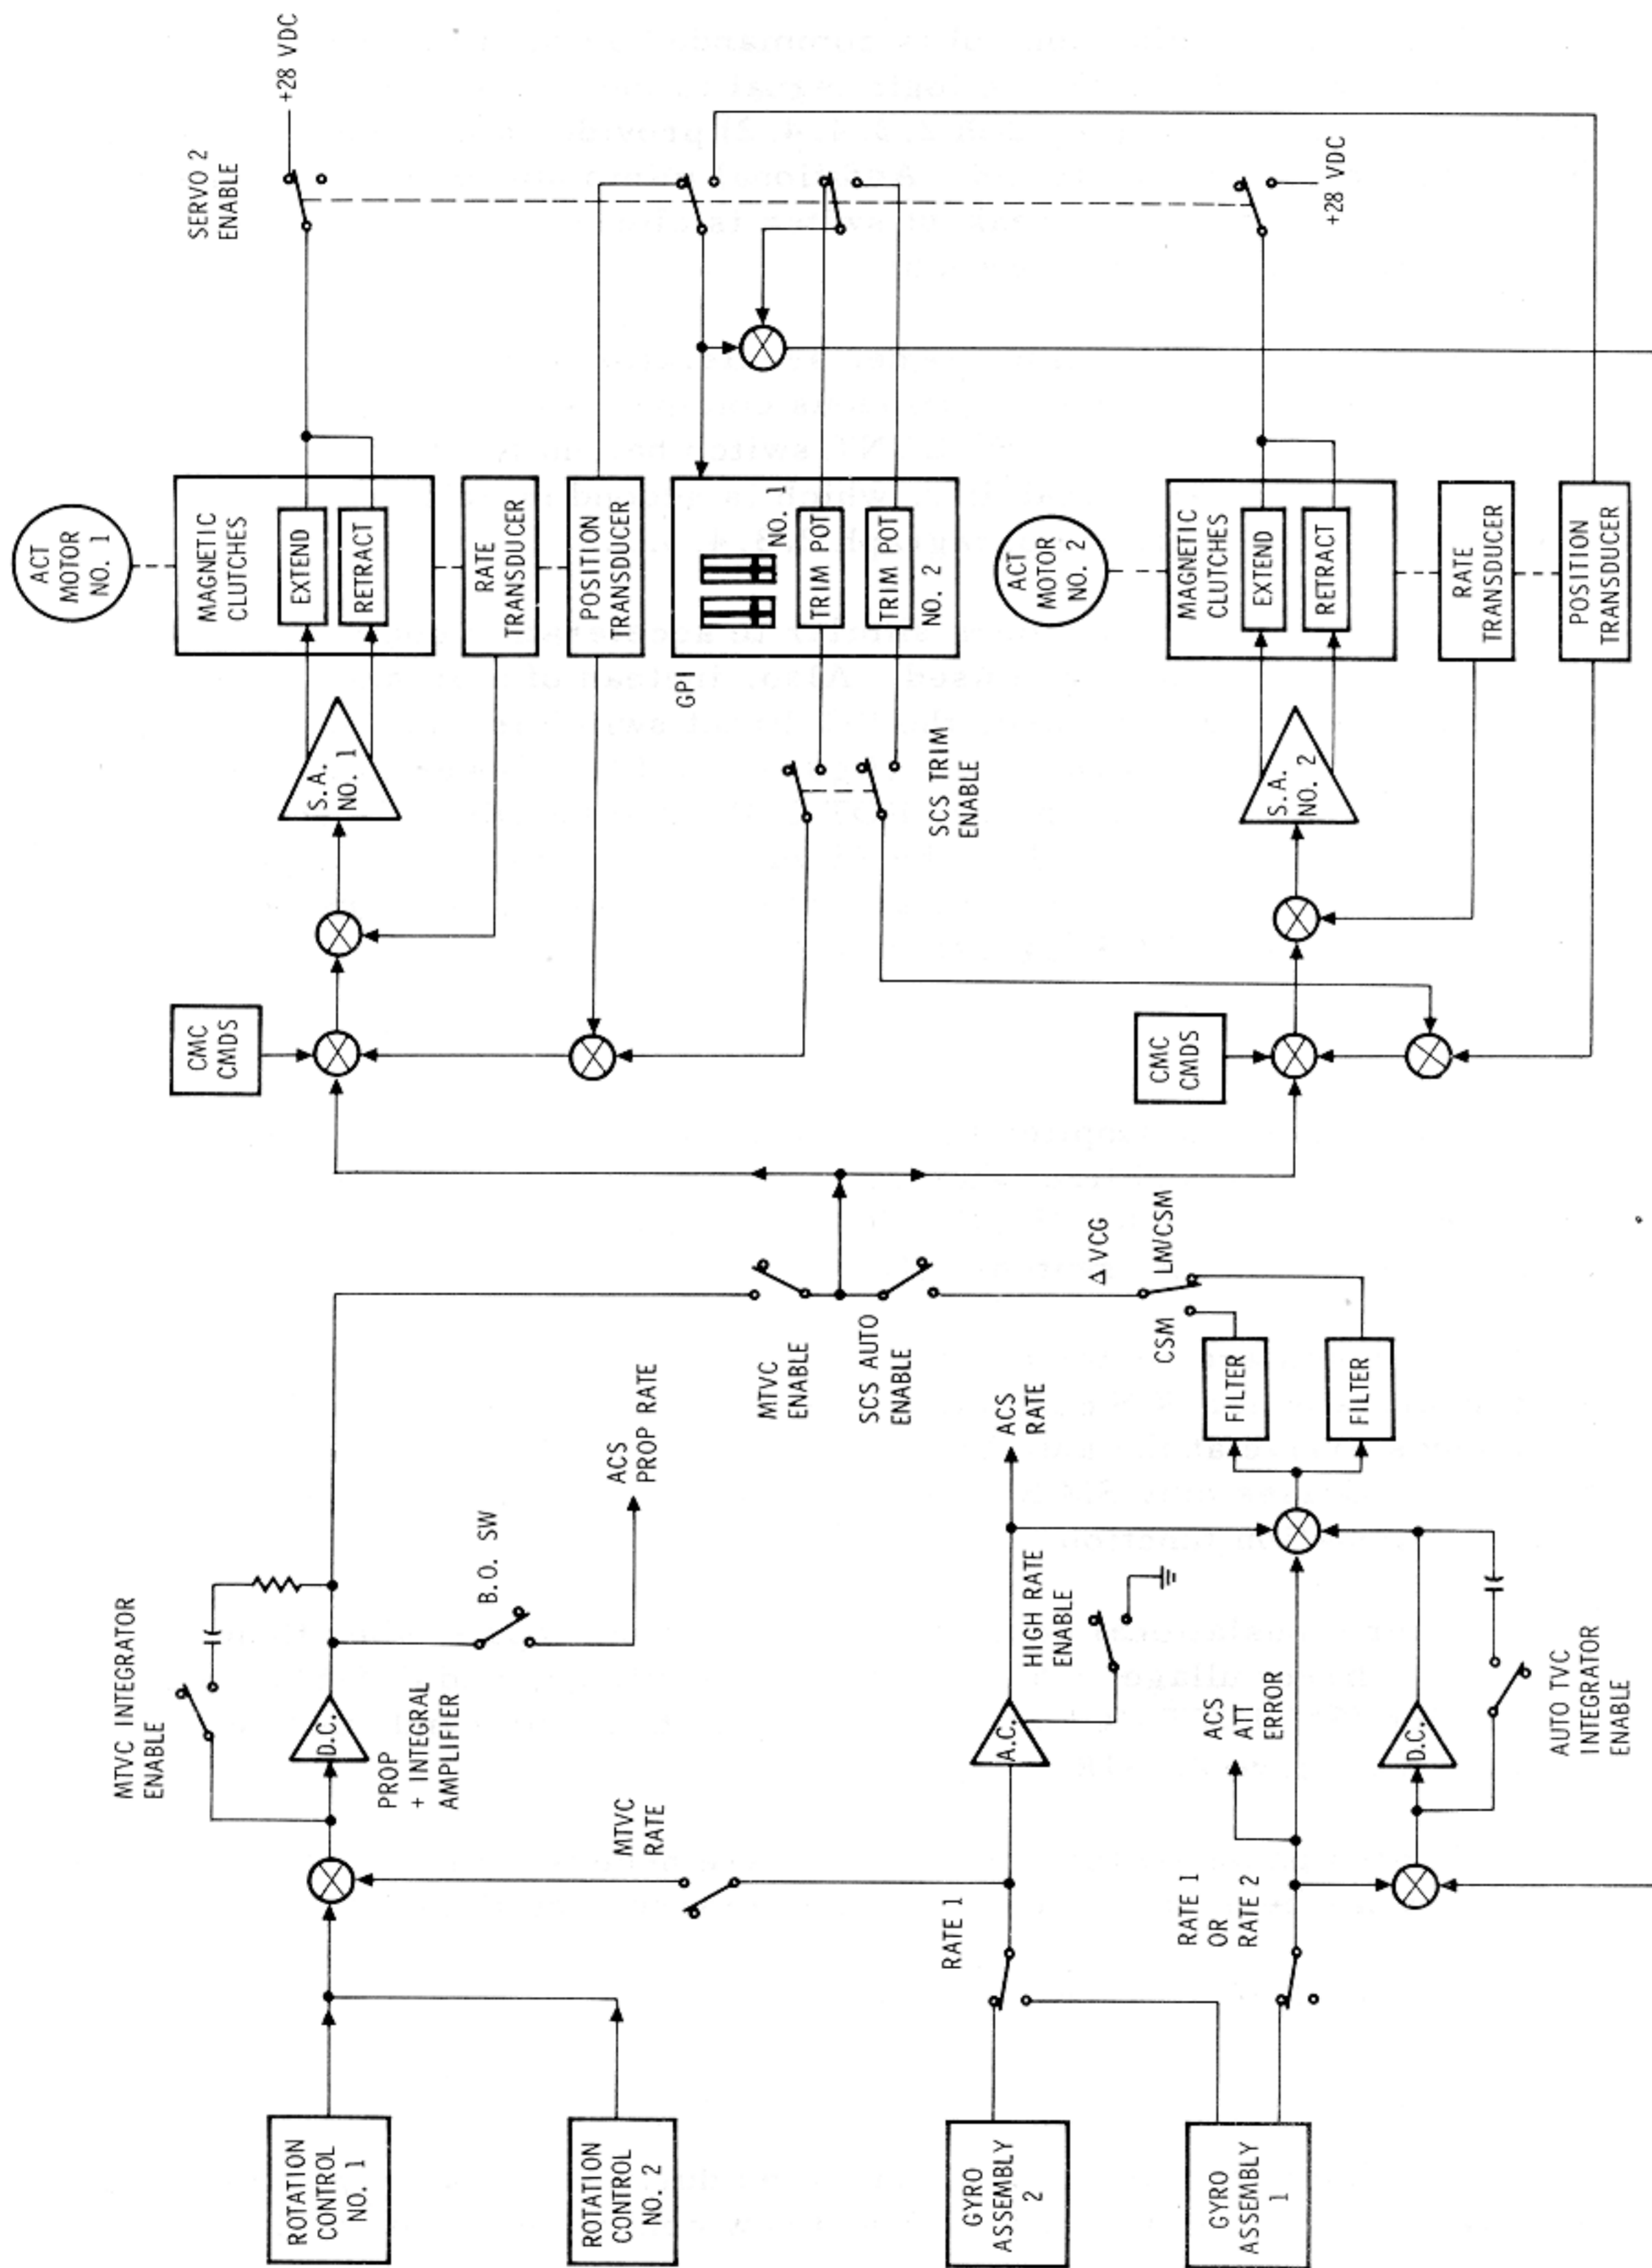 ACT
MOTOR
NO. 1
MAGNETIC
CLUTCHES
EXTEND
RETRACT
SERVO 2
ENABLE
+28 VDC
S.A.
NO. 1
RATE
TRANSDUCER
POSITION
TRANSDUCER
CMC
CMDS
GPI
NO. 1
TRIM POT
TRIM POT
NO. 2
SCS TRIM
ENABLE
ACT
MOTOR
NO. 2
MAGNETIC
CLUTCHES
EXTEND
RETRACT
+28 VDC
S.A.
NO. 2
RATE
TRANSDUCER
POSITION
TRANSDUCER
CMC
CMDS
MTVC INTEGRATOR
ENABLE
D.C.
PROP
+ INTEGRAL
AMPLIFIER
B.O. SW
ACS
PROP RATE
MTVC
ENABLE
SCS AUTO
ENABLE
Δ VCG
LM/CSM
CSM
FILTER
FILTER
MTVC
RATE
ACS
RATE
HIGH RATE
ENABLE
A.C.
RATE 1
ACS
ATT
ERROR
RATE 1
OR
RATE 2
D.C.
AUTO TVC
INTEGRATOR
ENABLE
ROTATION
CONTROL
NO. 1
ROTATION
CONTROL
NO. 2
GYRO
ASSEMBLY
2
GYRO
ASSEMBLY
1